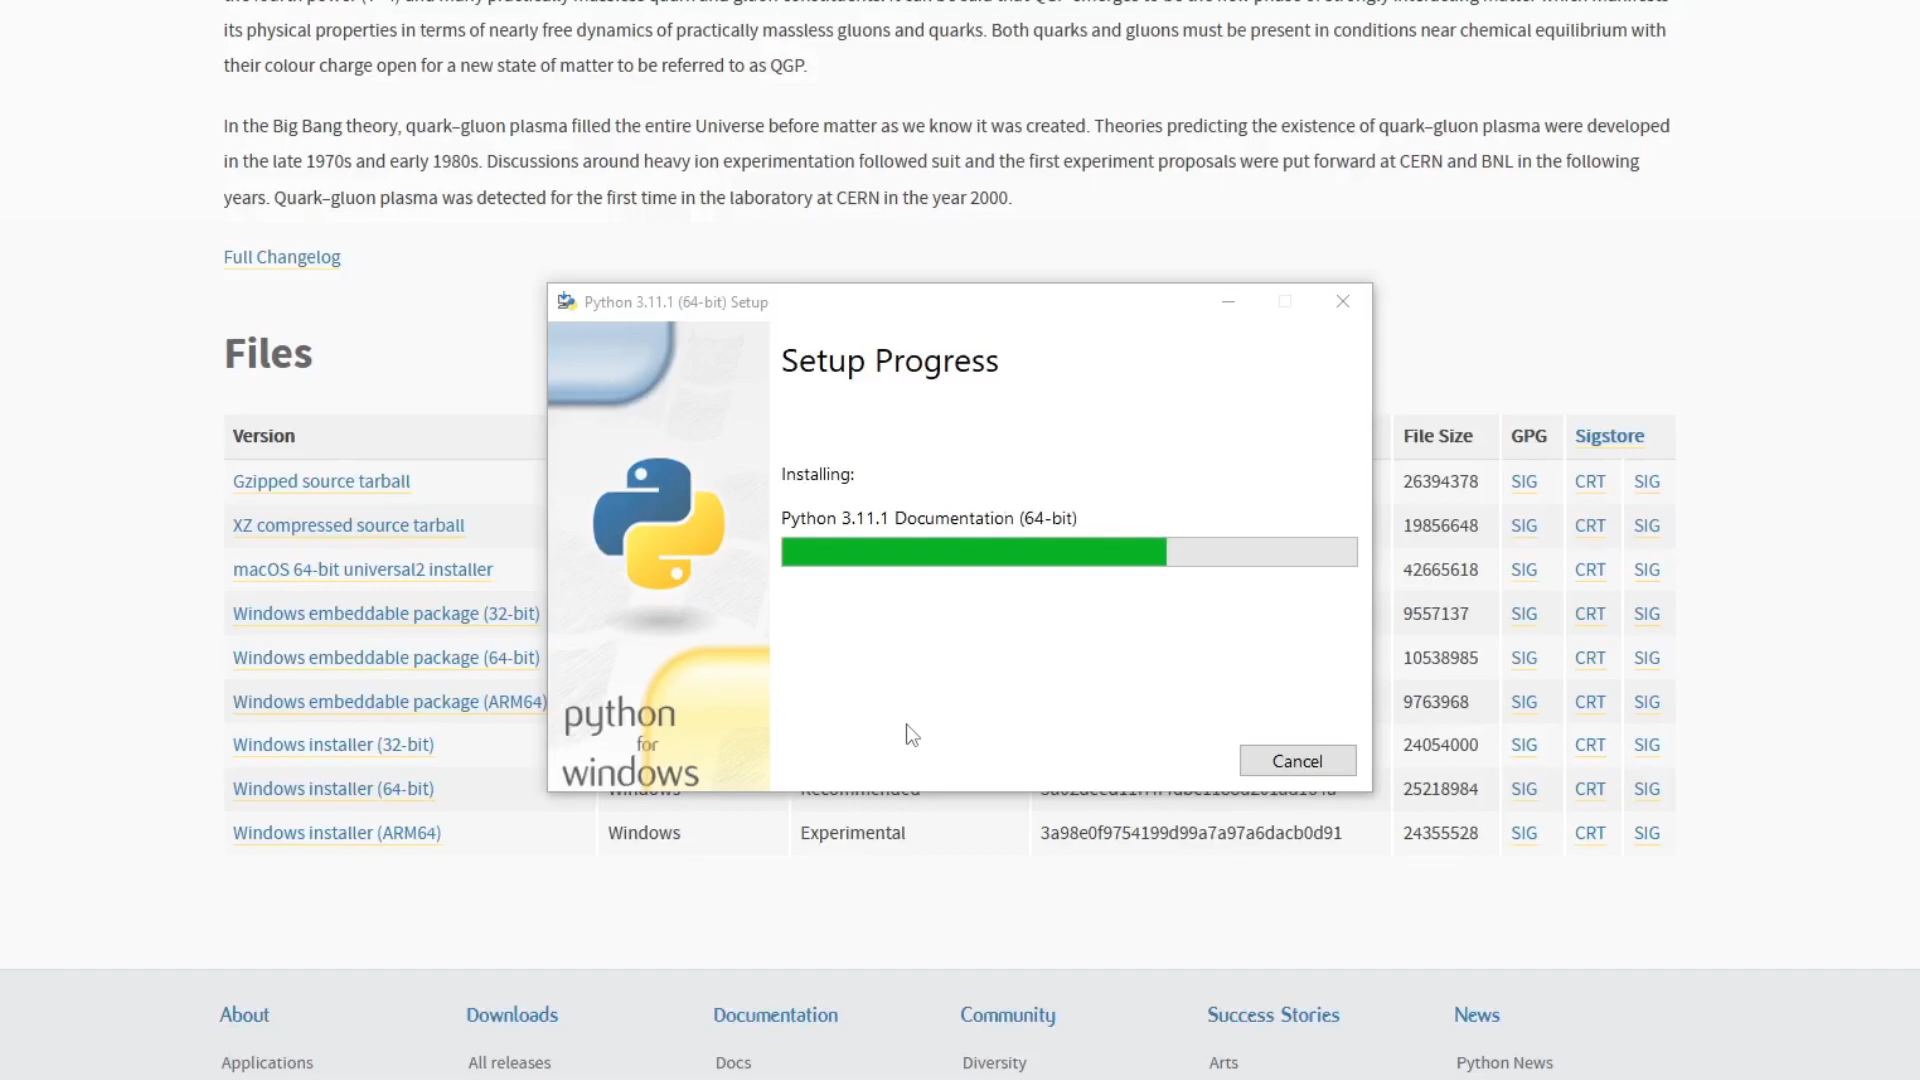 its physical properties in terms of nearly free dynamics of practically massless gluons and quarks. Both quarks and gluons must be present in conditions near chemical equilibrium with
their colour charge open for a new state of matter to be referred to as QGP.
In the Big Bang theory, quark–gluon plasma filled the entire Universe before matter as we know it was created. Theories predicting the existence of quark–gluon plasma were developed
in the late 1970s and early 1980s. Discussions around heavy ion experimentation followed suit and the first experiment proposals were put forward at CERN and BNL in the following
years. Quark–gluon plasma was detected for the first time in the laboratory at CERN in the year 2000.
Full Changelog
Files
Python 3.11.1 (64-bit) Setup
Setup Progress
Installing:
Python 3.11.1 Documentation (64-bit)
python
for
windows
Cancel
Version File Size GPG Sigstore
Gzipped source tarball 26394378 SIG CRT SIG
XZ compressed source tarball 19856648 SIG CRT SIG
macOS 64-bit universal2 installer 42665618 SIG CRT SIG
Windows embeddable package (32-bit) 9557137 SIG CRT SIG
Windows embeddable package (64-bit) 10538985 SIG CRT SIG
Windows embeddable package (ARM64) 9763968 SIG CRT SIG
Windows installer (32-bit) 24054000 SIG CRT SIG
Windows installer (64-bit) Windows Recommended 25218984 SIG CRT SIG
Windows installer (ARM64) Windows Experimental 3a98e0f9754199d99a7a97a6dacb0d91 24355528 SIG CRT SIG
About Downloads Documentation Community Success Stories News
Applications All releases Docs Diversity Arts Python News